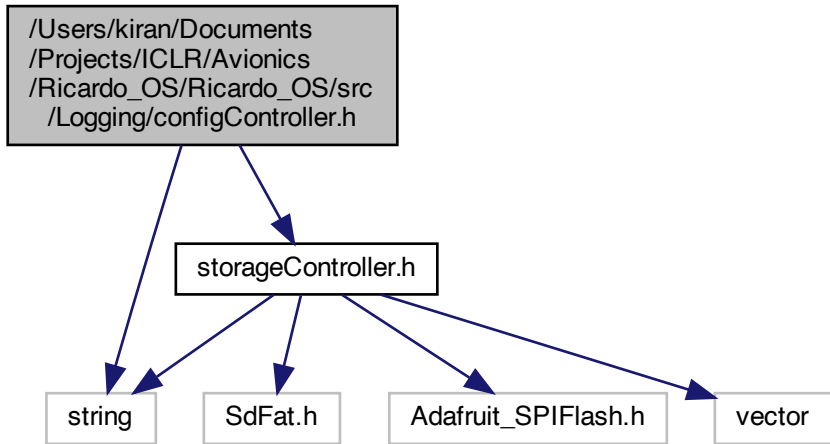 /Users/kiran/Documents
/Projects/ICLR/Avionics
/Ricardo_OS/Ricardo_OS/src
/Logging/configController.h
storageController.h
string
SdFat.h
Adafruit_SPIFlash.h
vector